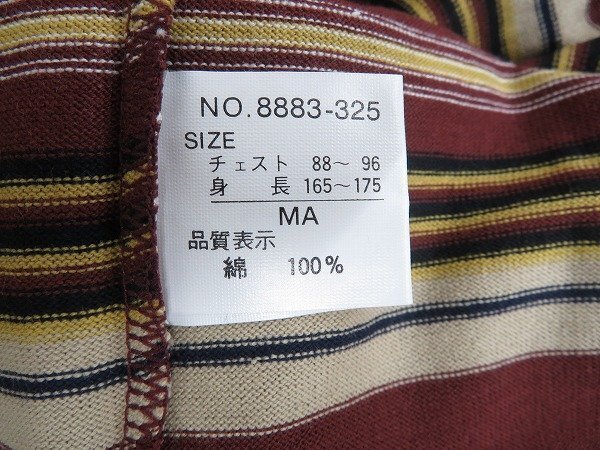 NO.8883-325
SIZE
チェスト 88〜 96
身 長 165〜175
MA
品質表示
綿 100%